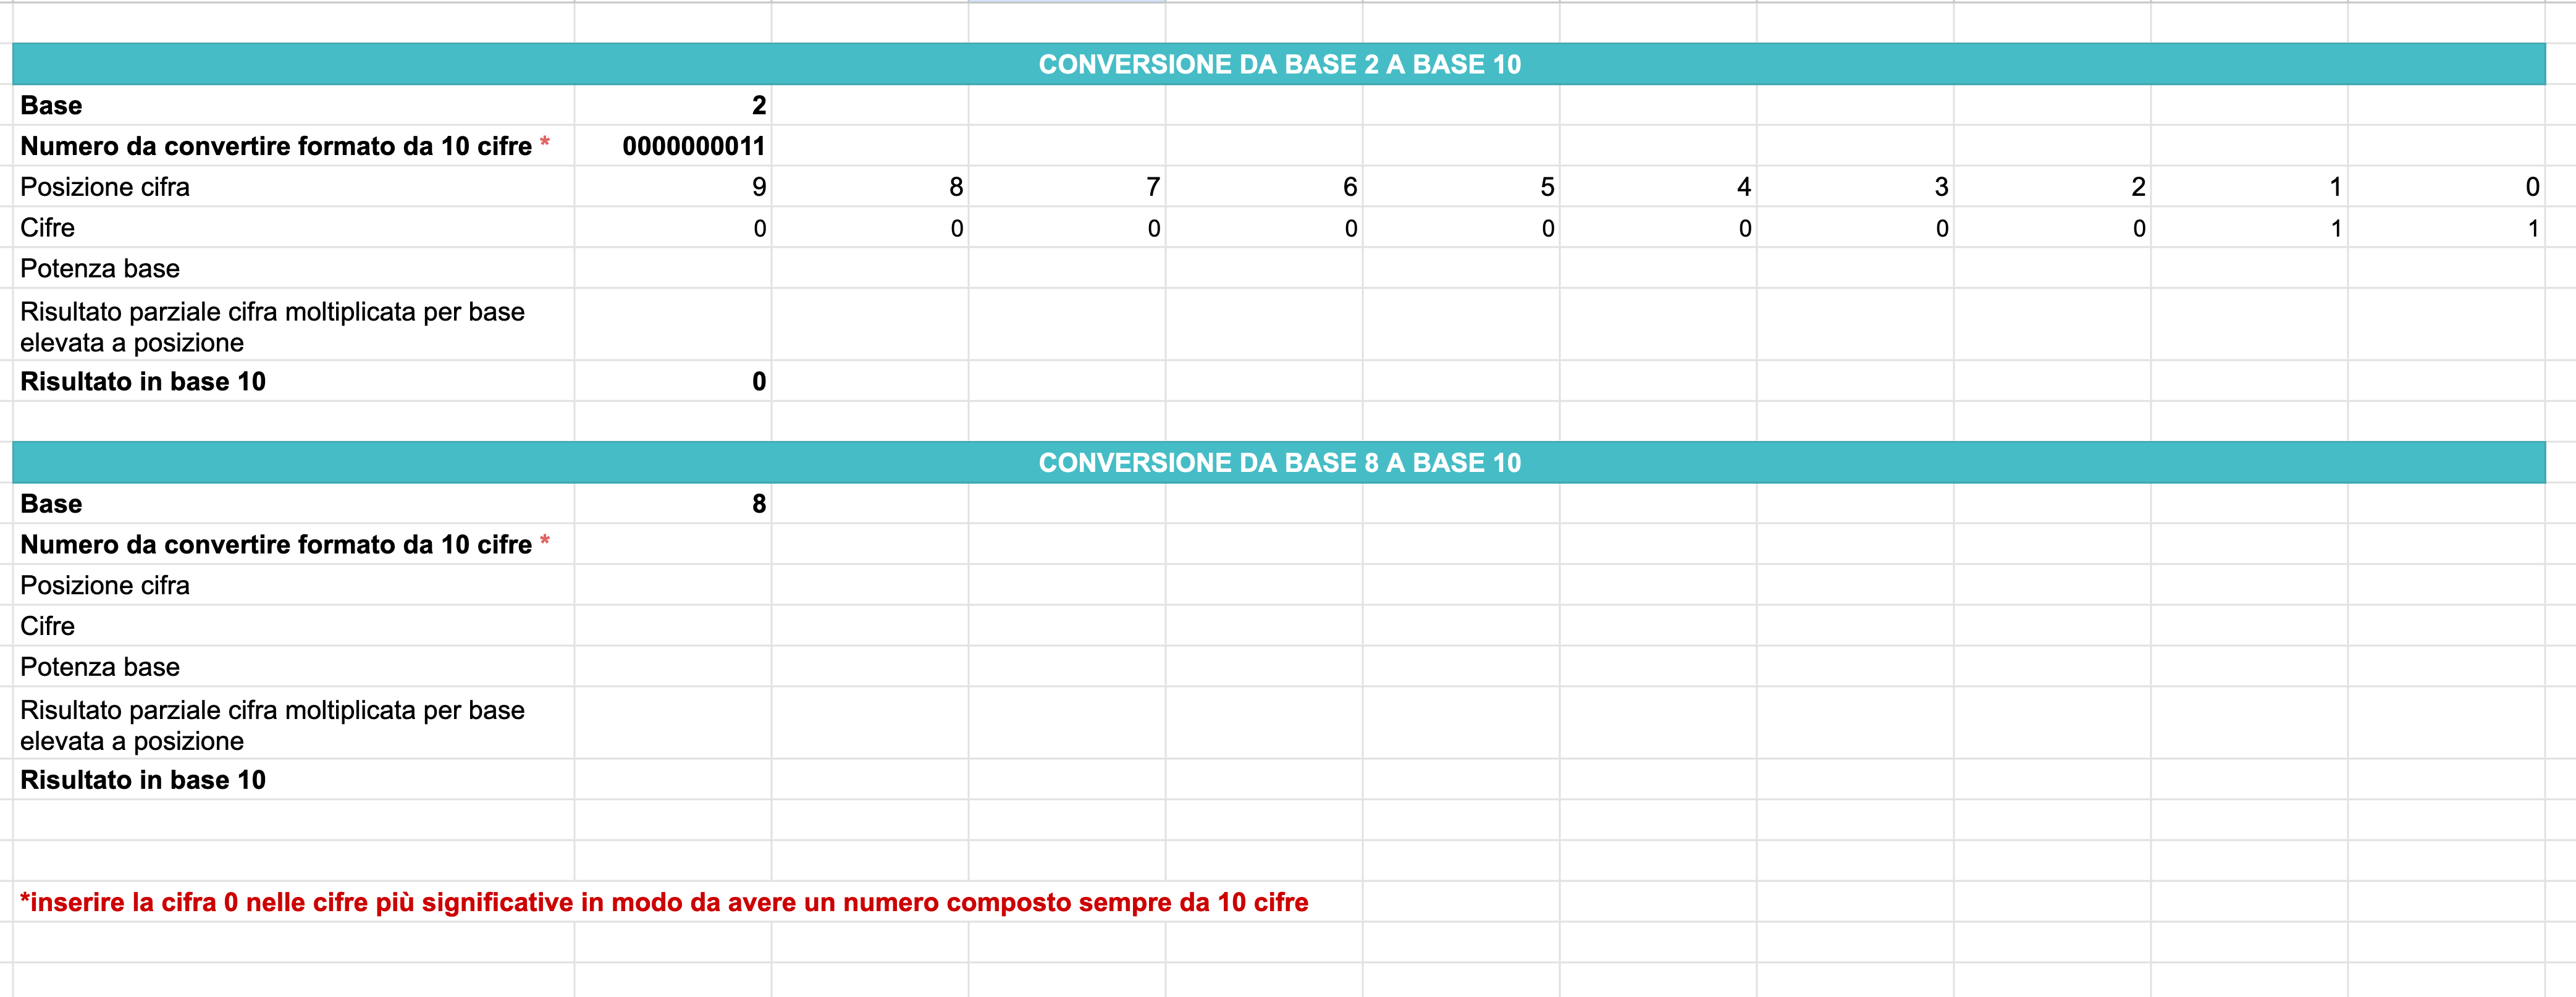 CONVERSIONE DA BASE 2 A BASE 10
Base 2
Numero da convertire formato da 10 cifre * 0000000011
Posizione cifra 9 8 7 6 5 4 3 2 1 0
Cifre 0 0 0 0 0 0 0 0 1 1
Potenza base
Risultato parziale cifra moltiplicata per base
elevata a posizione
Risultato in base 10 0
CONVERSIONE DA BASE 8 A BASE 10
Base 8
Numero da convertire formato da 10 cifre *
Posizione cifra
Cifre
Potenza base
Risultato parziale cifra moltiplicata per base
elevata a posizione
Risultato in base 10
*inserire la cifra 0 nelle cifre più significative in modo da avere un numero composto sempre da 10 cifre